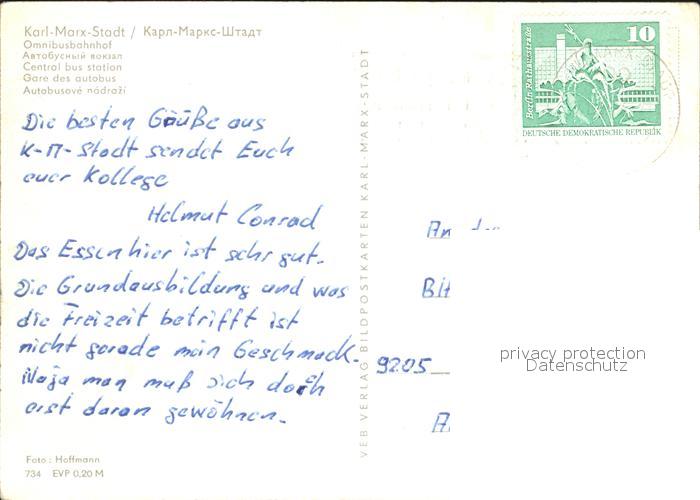 Karl-Marx-Stadt / Карл-Маркс-Штадт
Omnibusbahnhof
Автобусный вокзал
Central bus station
Gare des autobus
Autobusové nádraží
Die besten Grüße aus
K-M-Stadt sendet Euch
euer Kollege
Helmut Conrad
Das Essen hier ist sehr gut.
Die Grundausbildung und was
die Freizeit betrifft ist
nicht gerade mein Geschmack.
Naja man muß sich doch
erst daran gewöhnen.
Foto: Hoffmann
734 EVP 0,20 M
VEB VERLAG BILDPOSTKARTEN KARL-MARX-STADT
Berlin, Rathausstraße
10
DEUTSCHE DEMOKRATISCHE REPUBLIK
An
9205
privacy protection
Datenschutz